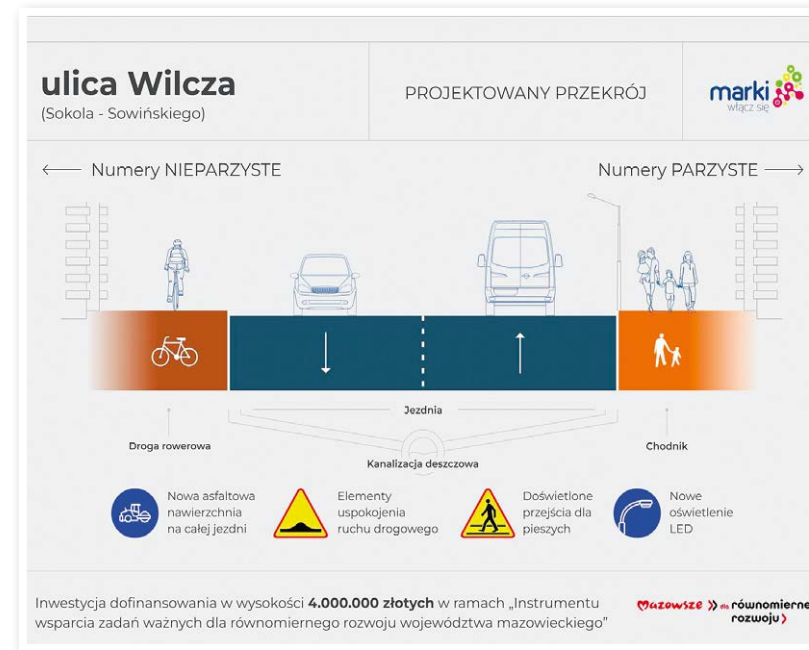 ulica Wilcza
(Sokola - Sowińskiego)
PROJEKTOWANY PRZEKRÓJ
marki
włącz się
Numery NIEPARZYSTE
Numery PARZYSTE
Jezdnia
Droga rowerowa
Chodnik
Kanalizacja deszczowa
Nowa asfaltowa
nawierzchnia
na całej jezdni
Elementy
uspokojenia
ruchu drogowego
Doświetlone
przejścia dla
pieszych
Nowe
oświetlenie
LED
Inwestycja dofinansowania w wysokości 4.000.000 złotych w ramach „Instrumentu
wsparcia zadań ważnych dla równomiernego rozwoju województwa mazowieckiego”
Mazowsze dla równomierne
rozwoju